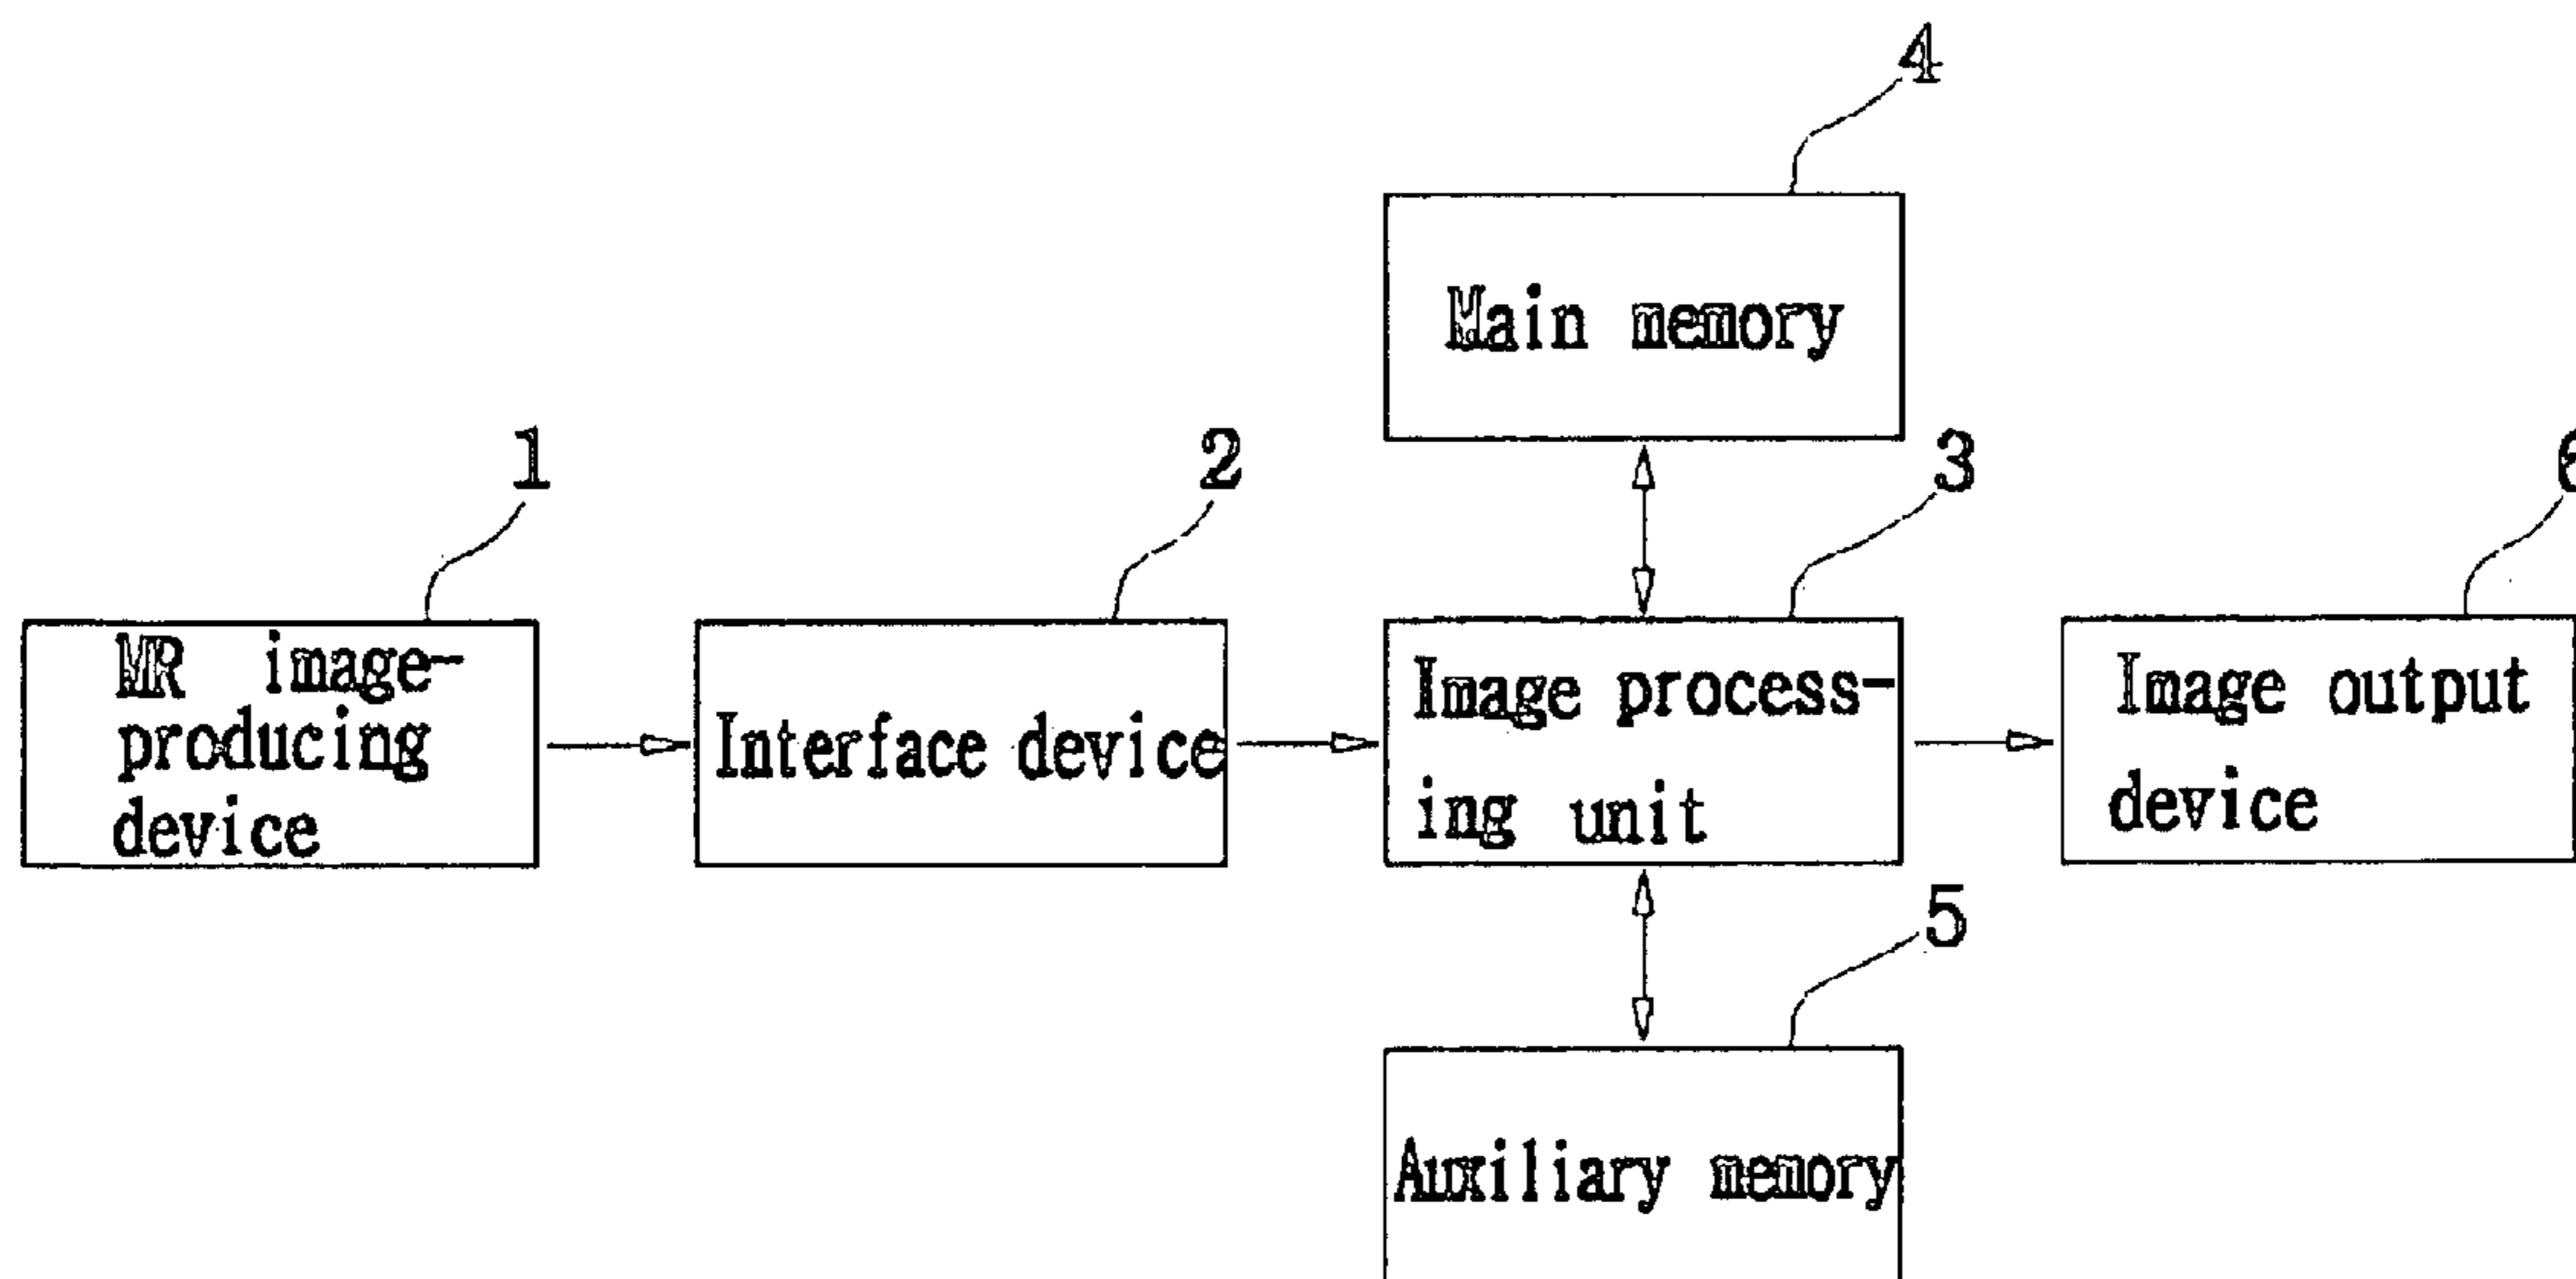 4
Main memory
1
2
3
6
MR image-
producing
device
Interface device
Image process-
ing unit
Image output
device
5
Auxiliary memory